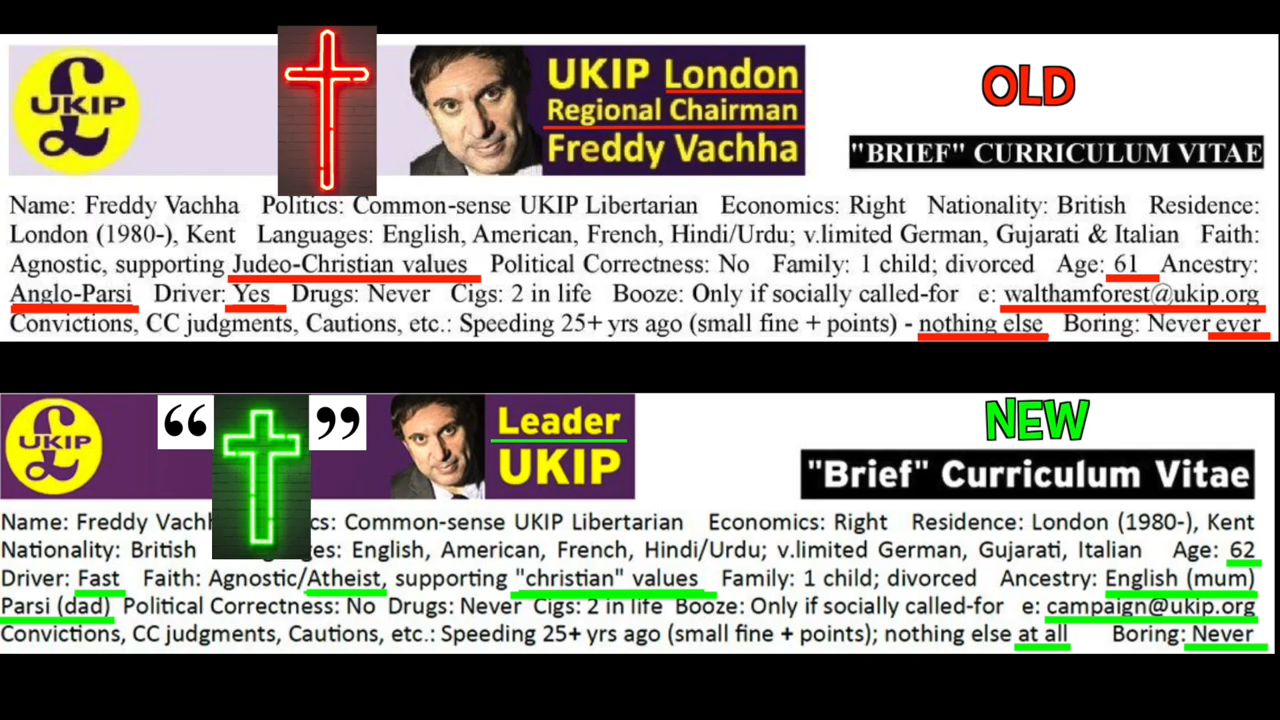 UKIP
UKIP London
Regional Chairman
Freddy Vachha
OLD
"BRIEF" CURRICULUM VITAE
Name: Freddy Vachha Politics: Common-sense UKIP Libertarian Economics: Right Nationality: British Residence:
London (1980-), Kent Languages: English, American, French, Hindi/Urdu; v.limited German, Gujarati & Italian Faith:
Agnostic, supporting Judeo-Christian values Political Correctness: No Family: 1 child; divorced Age: 61 Ancestry:
Anglo-Parsi Driver: Yes Drugs: Never Cigs: 2 in life Booze: Only if socially called-for e: walthamforest@ukip.org
Convictions, CC judgments, Cautions, etc.: Speeding 25+ yrs ago (small fine + points) - nothing else Boring: Never ever
UKIP
“ ”
Leader
UKIP
NEW
"Brief" Curriculum Vitae
Name: Freddy Vachh cs: Common-sense UKIP Libertarian Economics: Right Residence: London (1980-), Kent
Nationality: British ges: English, American, French, Hindi/Urdu; v.limited German, Gujarati, Italian Age: 62
Driver: Fast Faith: Agnostic/Atheist, supporting "christian" values Family: 1 child; divorced Ancestry: English (mum)
Parsi (dad) Political Correctness: No Drugs: Never Cigs: 2 in life Booze: Only if socially called-for e: campaign@ukip.org
Convictions, CC judgments, Cautions, etc.: Speeding 25+ yrs ago (small fine + points); nothing else at all Boring: Never